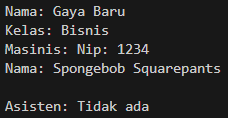 Nama: Gaya Baru
Kelas: Bisnis
Masinis: Nip: 1234
Nama: Spongebob Squarepants

Asisten: Tidak ada